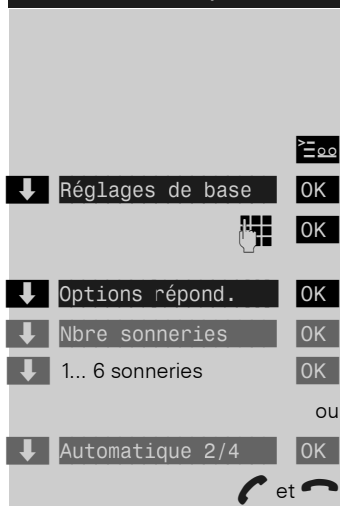 Réglages de base OK
OK
Options répond. OK
Nbre sonneries OK
1... 6 sonneries OK
ou
Automatique 2/4 OK
et